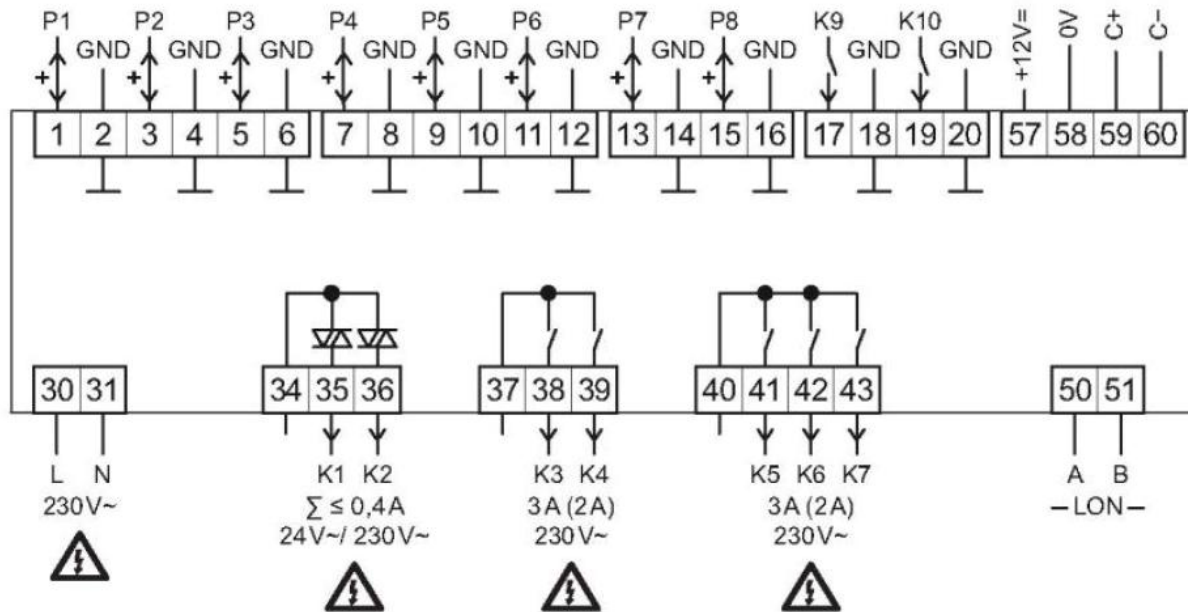 P1 P2 P3 P4 P5 P6 P7 P8 K9 K10 +12V= 0V C+ C−
GND GND GND GND GND GND GND GND GND GND
+ + + + + + + +
1 2 3 4 5 6 7 8 9 10 11 12 13 14 15 16 17 18 19 20 57 58 59 60
30 31 34 35 36 37 38 39 40 41 42 43 50 51
L N K1 K2 K3 K4 K5 K6 K7 A B
230V~ ∑ ≤ 0,4A 3A (2A) 3A (2A) –LON–
24V~/ 230V~ 230V~ 230V~